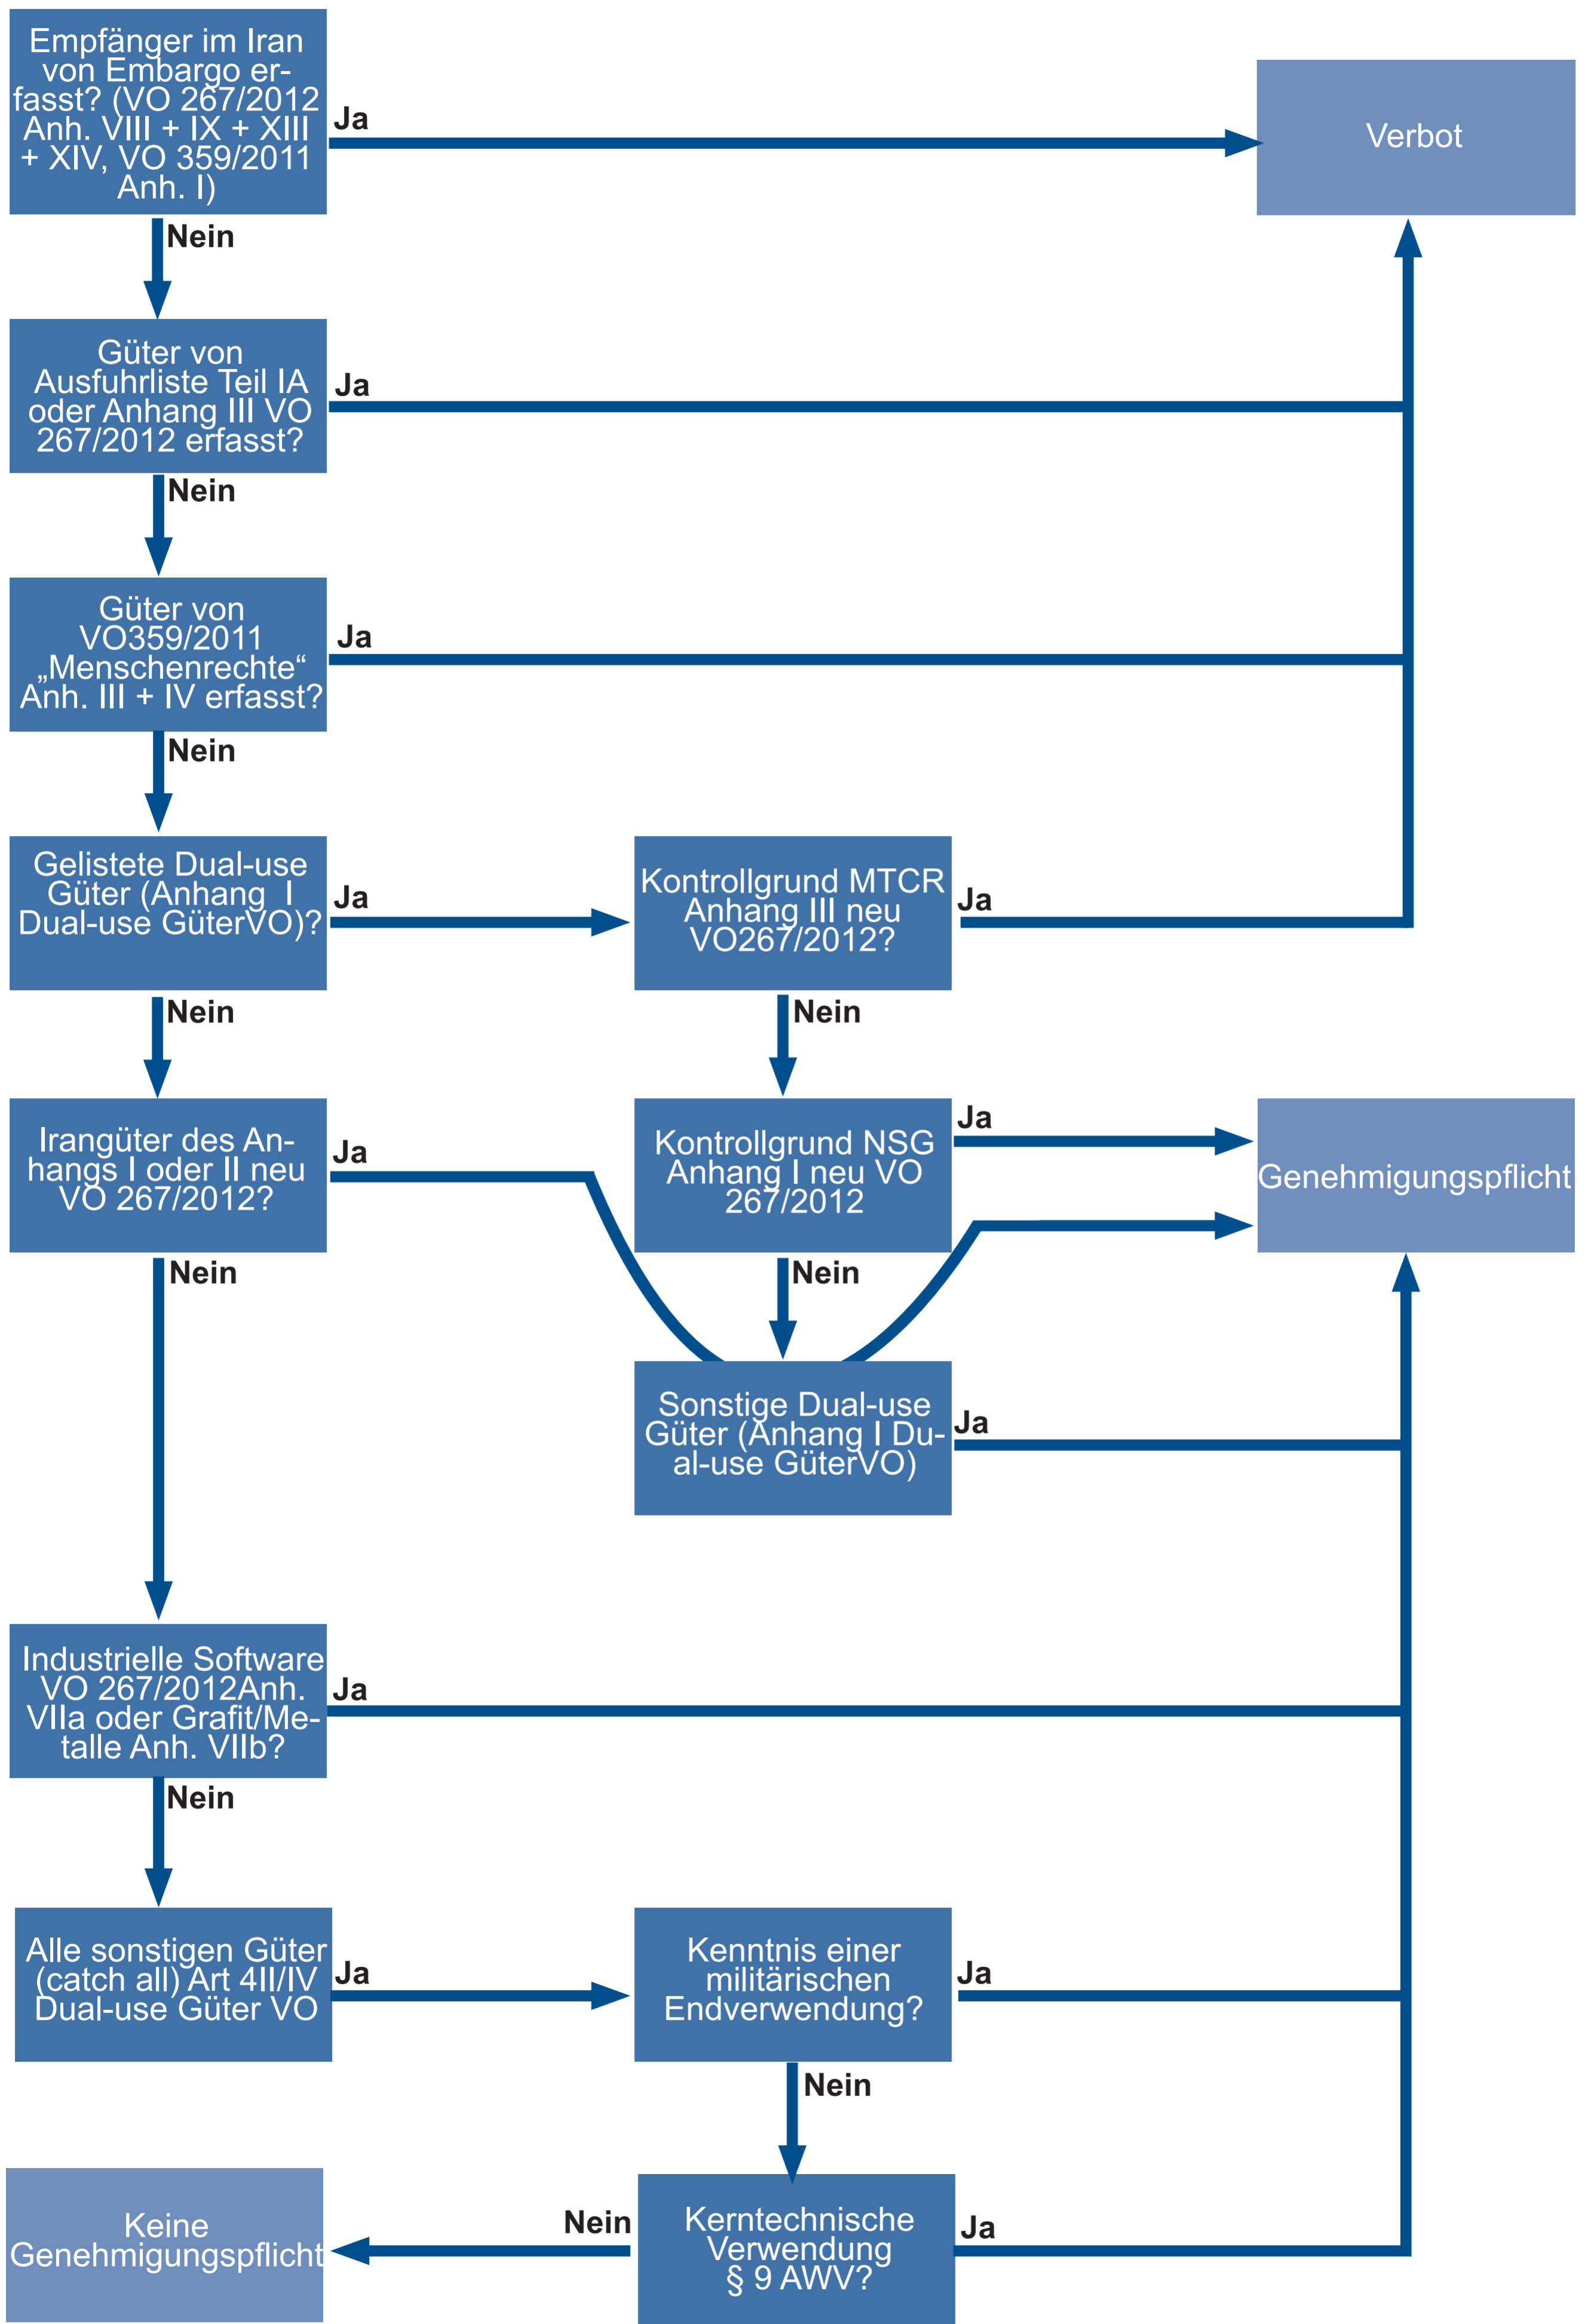 Empfänger im Iran
von Embargo er-
fasst? (VO 267/2012
Anh. VIII + IX + XIII
+ XIV, VO 359/2011
Anh. I)
Ja
Verbot
Nein
Güter von
Ausfuhrliste Teil IA
oder Anhang III VO
267/2012 erfasst?
Ja
Nein
Güter von
VO359/2011
„Menschenrechte“
Anh. III + IV erfasst?
Ja
Nein
Gelistete Dual-use
Güter (Anhang I
Dual-use GüterVO)?
Ja
Kontrollgrund MTCR
Anhang III neu
VO267/2012?
Ja
Nein
Nein
Irangüter des An-
hangs I oder II neu
VO 267/2012?
Ja
Kontrollgrund NSG
Anhang I neu VO
267/2012
Ja
Genehmigungspflicht
Nein
Nein
Sonstige Dual-use
Güter (Anhang I Du-
al-use GüterVO)
Ja
Industrielle Software
VO 267/2012Anh.
VIIa oder Grafit/Me-
talle Anh. VIIb?
Ja
Nein
Alle sonstigen Güter
(catch all) Art 4II/IV
Dual-use Güter VO
Ja
Kenntnis einer
militärischen
Endverwendung?
Ja
Nein
Keine
Genehmigungspflicht
Nein
Kerntechnische
Verwendung
§ 9 AWV?
Ja